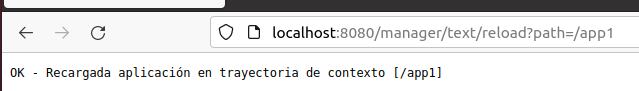 localhost:8080/manager/text/reload?path=/app1
OK - Recargada aplicación en trayectoria de contexto [/app1]